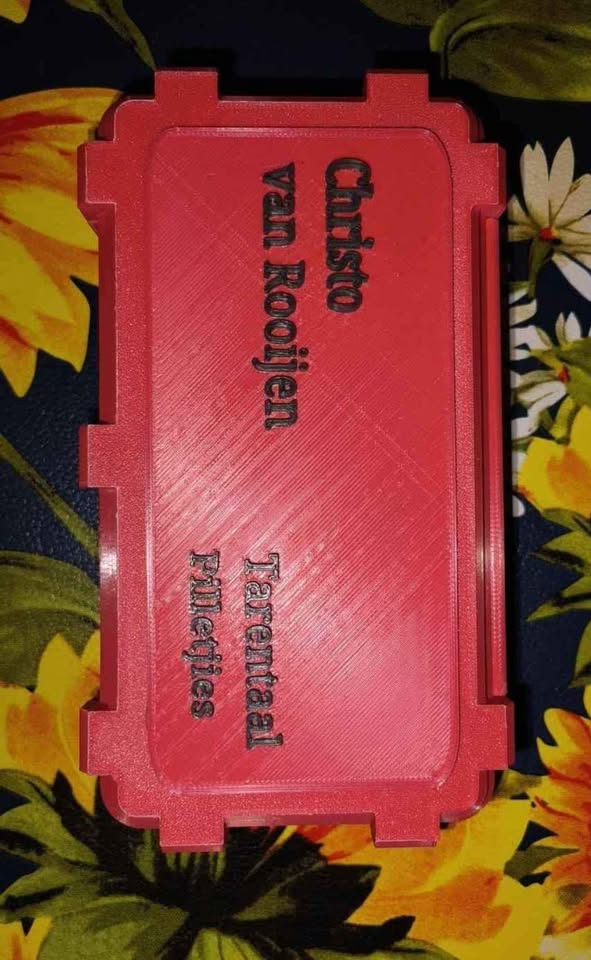 Christo
van Rooijen
Tarentaal
Pilletjies